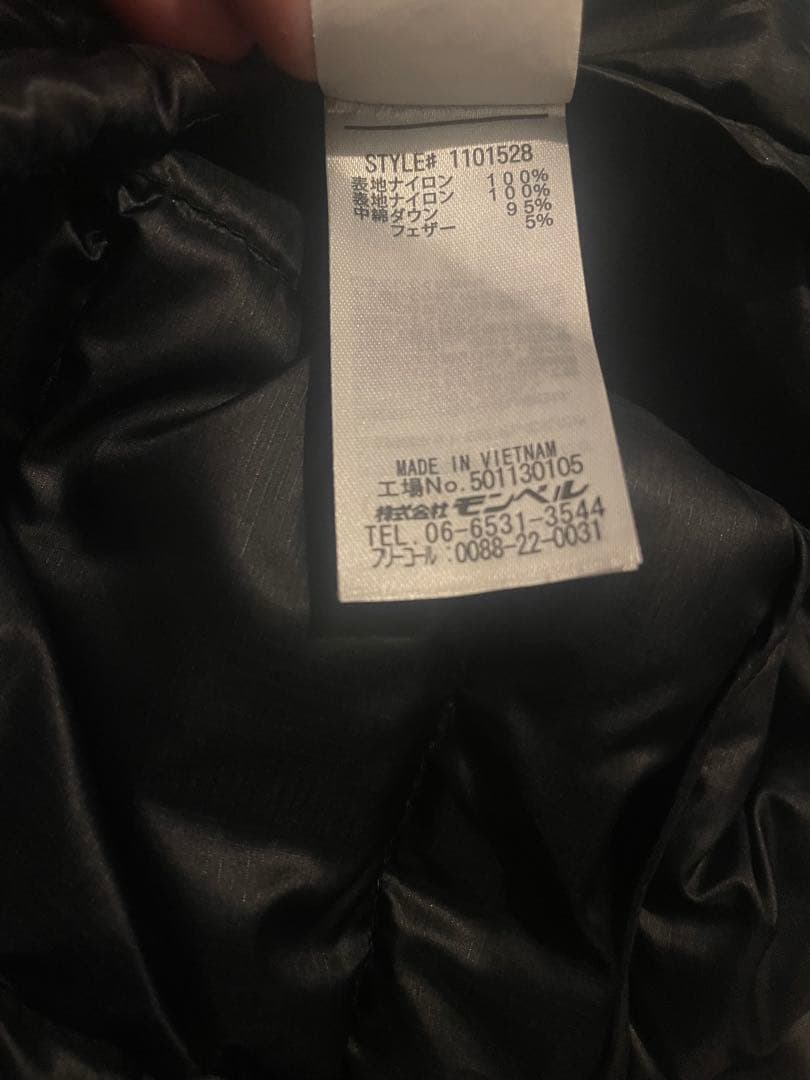 STYLE# 1101528
表地ナイロン 100%
表地ナイロン 100%
中綿ダウン 95%
フェザー 5%
MADE IN VIETNAM
工場No.501130105
株式会社 モンベル
TEL.06-6531-3544
フリーコール:0088-22-0031